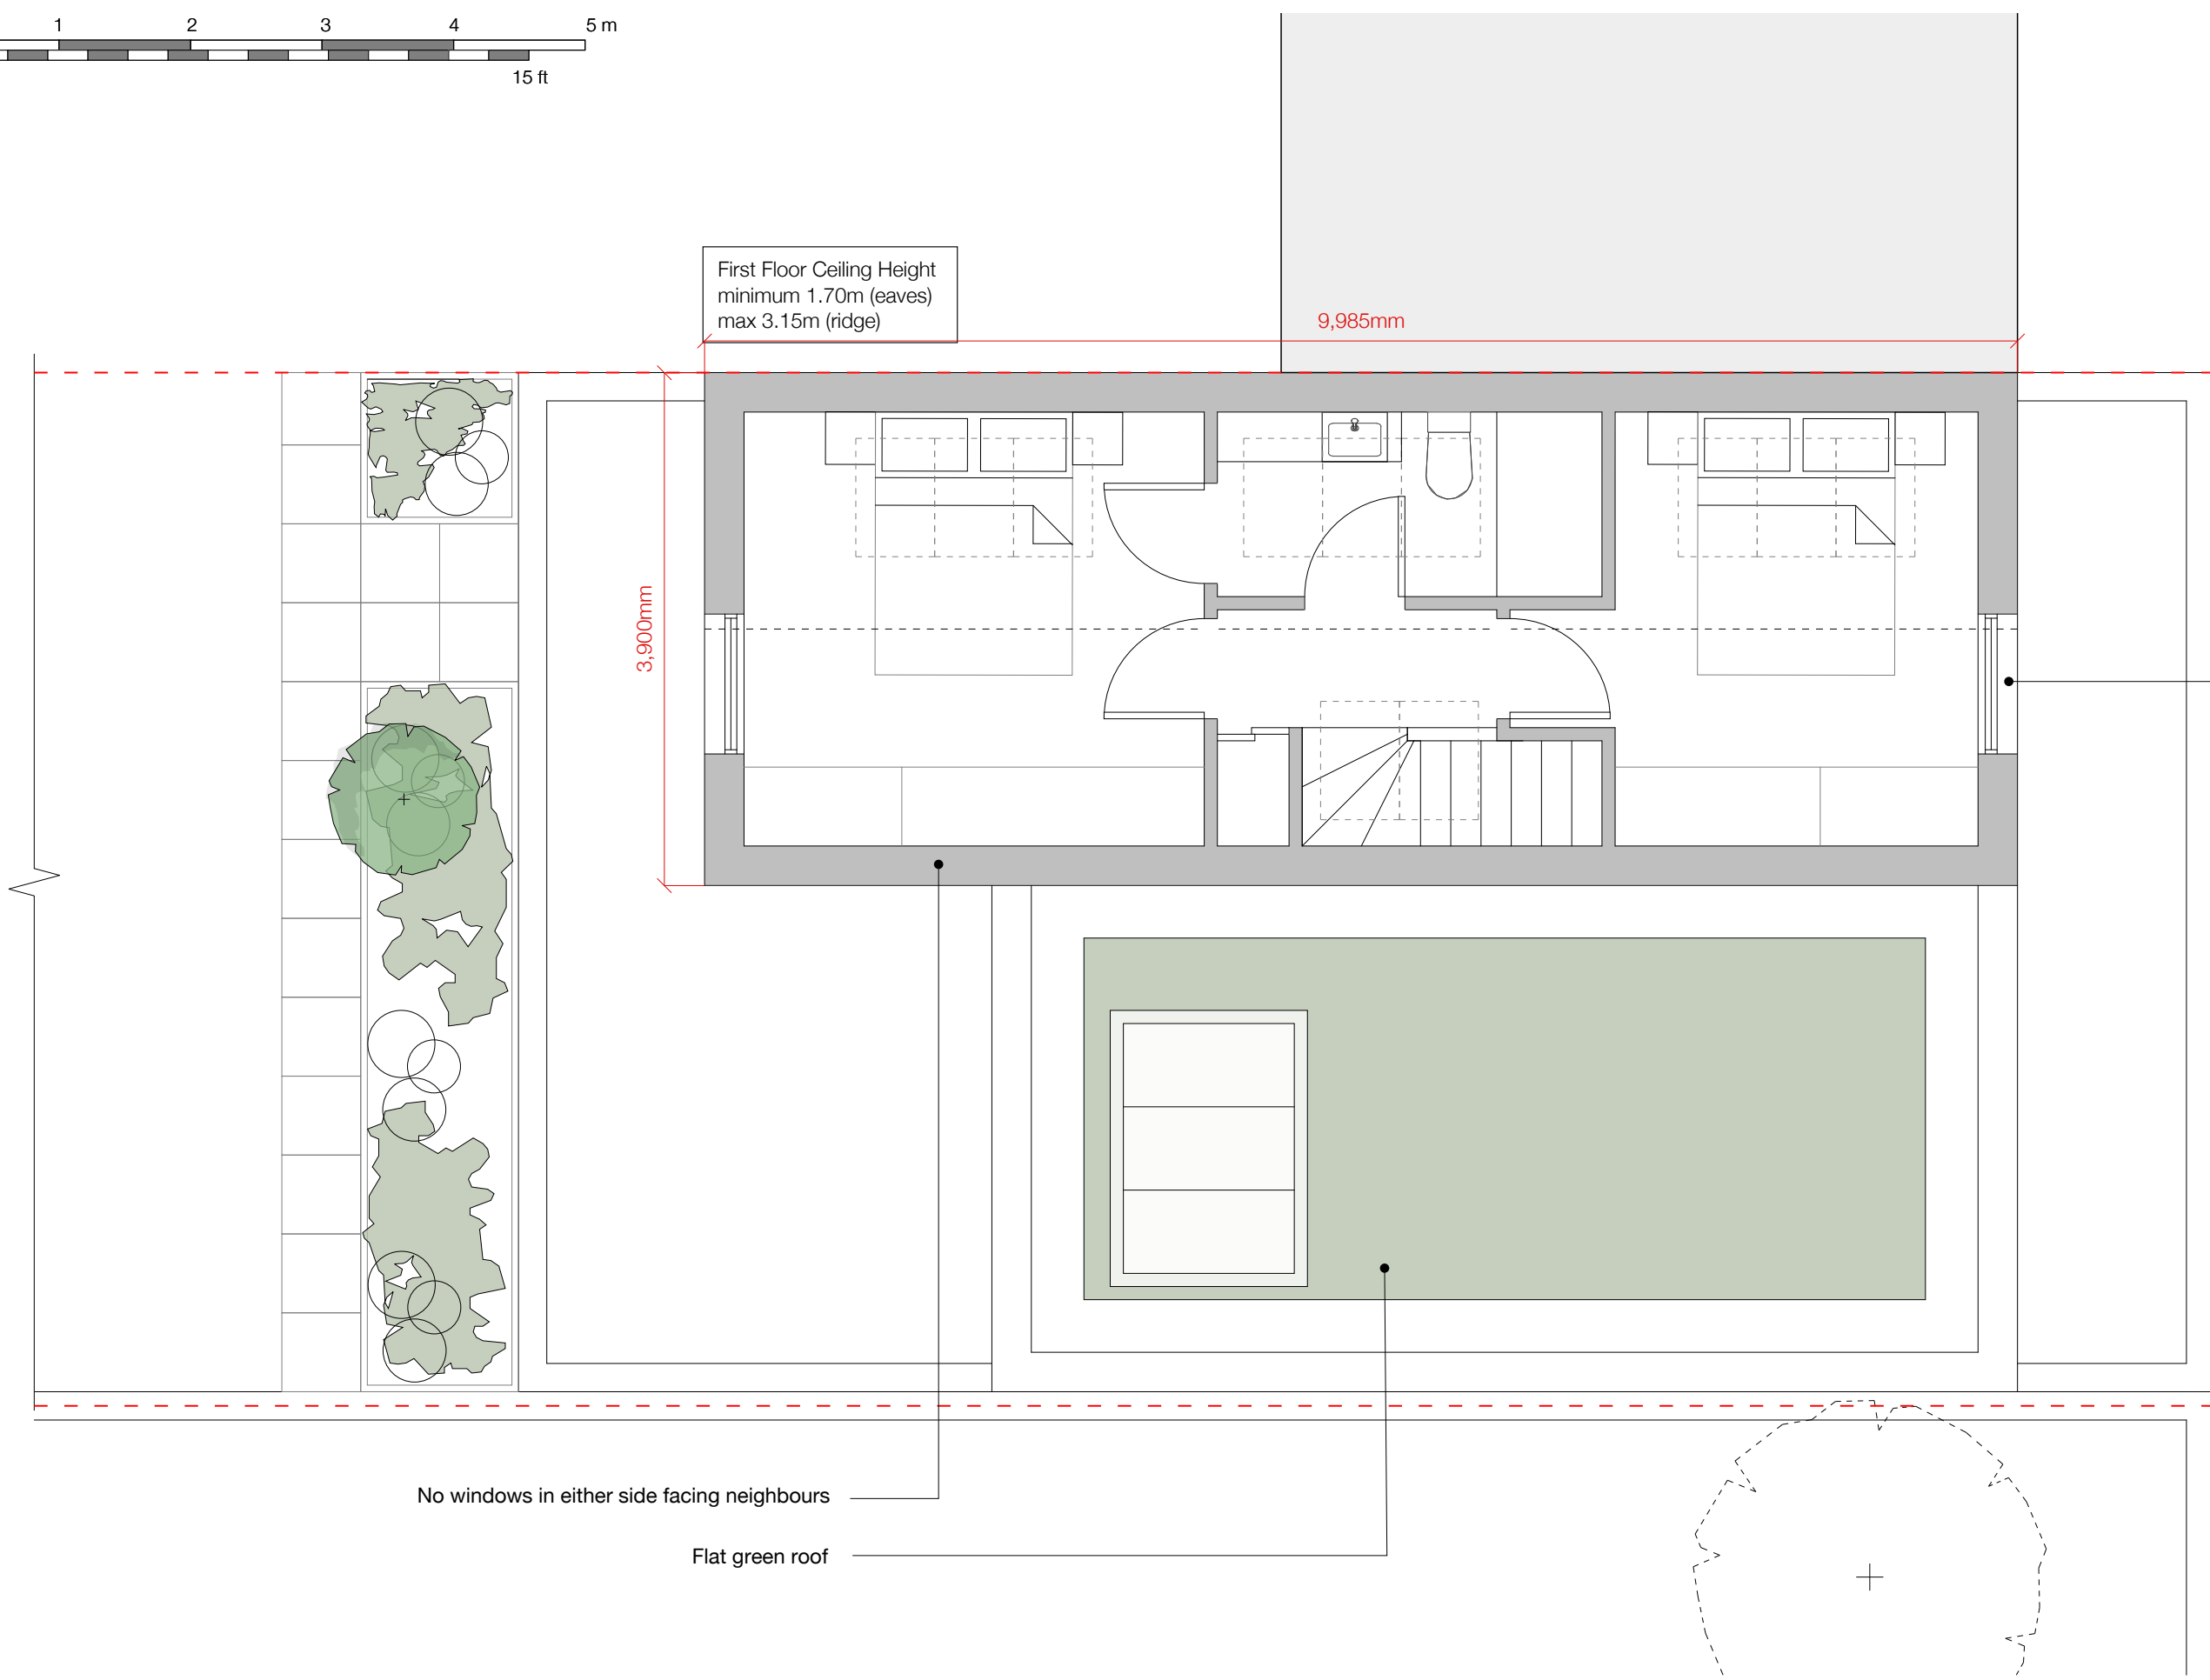 1 2 3 4 5 m
15 ft
First Floor Ceiling Height
minimum 1.70m (eaves)
max 3.15m (ridge)
9,985mm
3,900mm
No windows in either side facing neighbours
Flat green roof